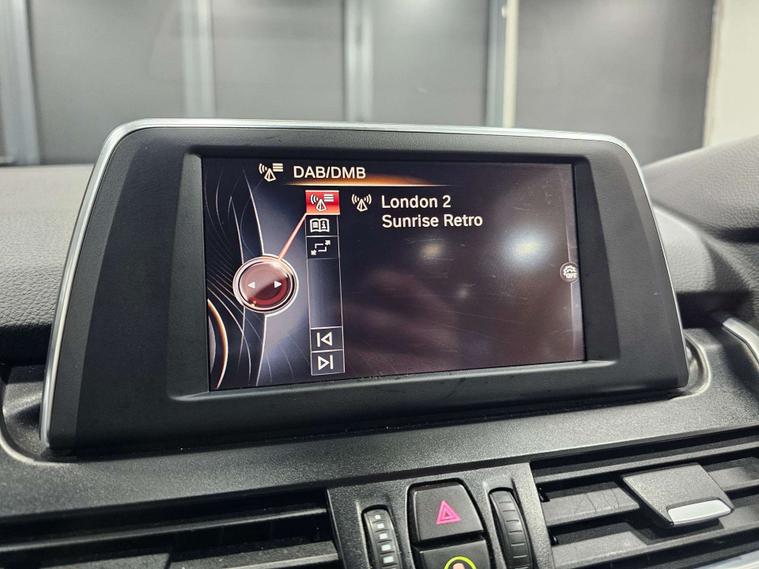 DAB/DMB
London 2
Sunrise Retro